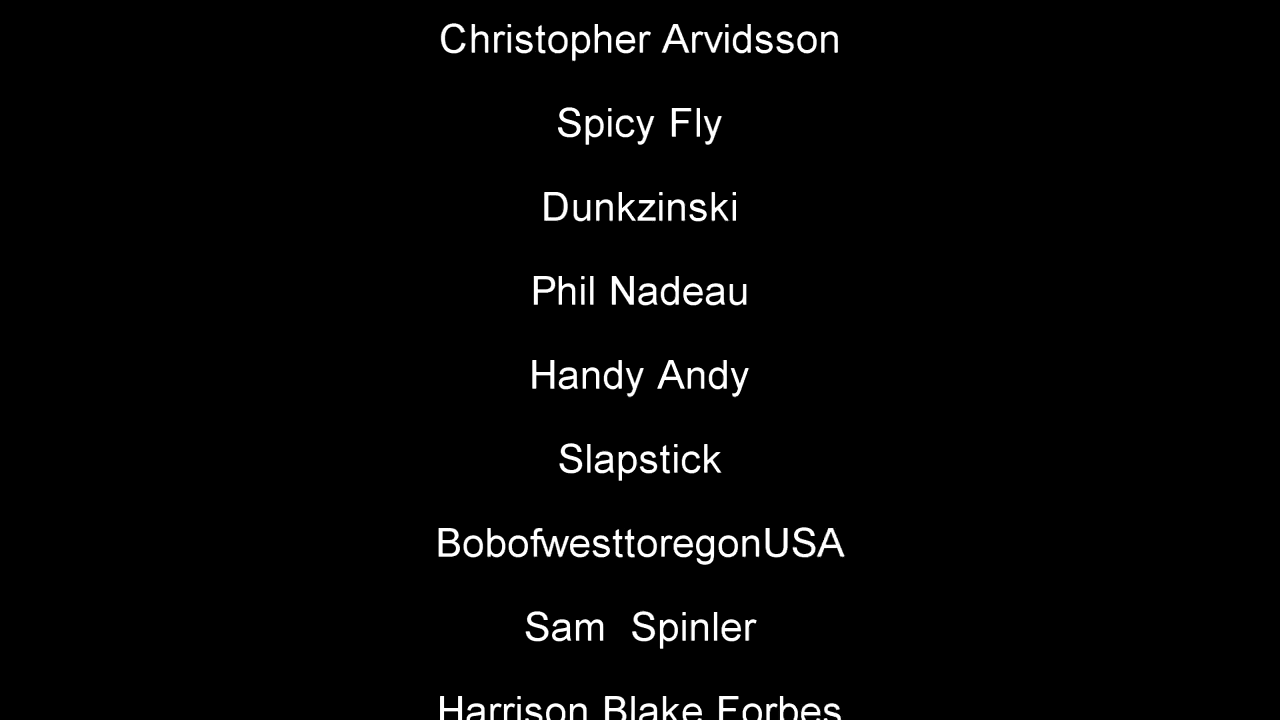 Christopher Arvidsson
Spicy Fly
Dunkzinski
Phil Nadeau
Handy Andy
Slapstick
BobofwesttoregonUSA
Sam  Spinler
Harrison Blake Forbes